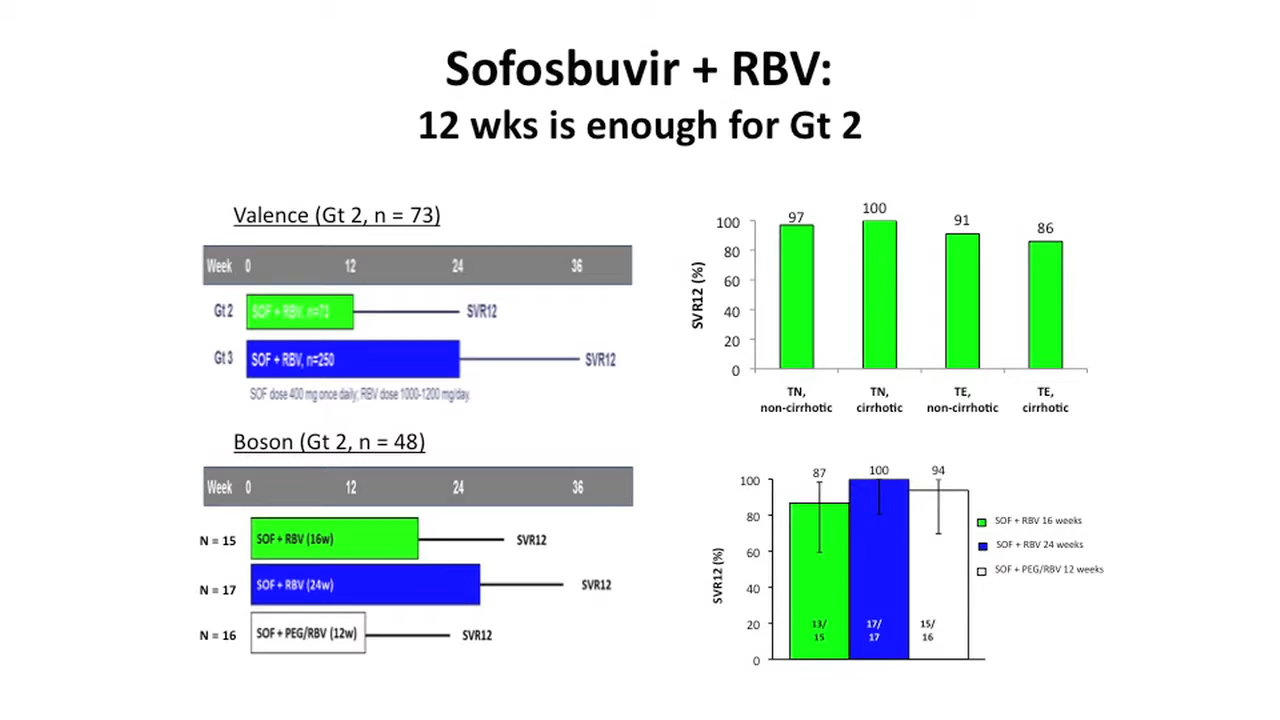 Sofosbuvir + RBV:
12 wks is enough for Gt 2
Valence (Gt 2, n = 73)
Week 0 12 24 36
Gt 2 SOF + RBV, n=73 SVR12
Gt 3 SOF + RBV, n=250 SVR12
SOF dose 400 mg once daily; RBV dose 1000-1200 mg/day.
SVR12 (%)
100
80
60
40
20
0
97 100 91 86
TN, TN, TE, TE,
non-cirrhotic cirrhotic non-cirrhotic cirrhotic
Boson (Gt 2, n = 48)
Week 0 12 24 36
N = 15 SOF + RBV (16w) SVR12
N = 17 SOF + RBV (24w) SVR12
N = 16 SOF + PEG/RBV (12w) SVR12
SVR12 (%)
100
80
60
40
20
0
87 100 94
13/ 17/ 15/
15 17 16
SOF + RBV 16 weeks
SOF + RBV 24 weeks
SOF + PEG/RBV 12 weeks